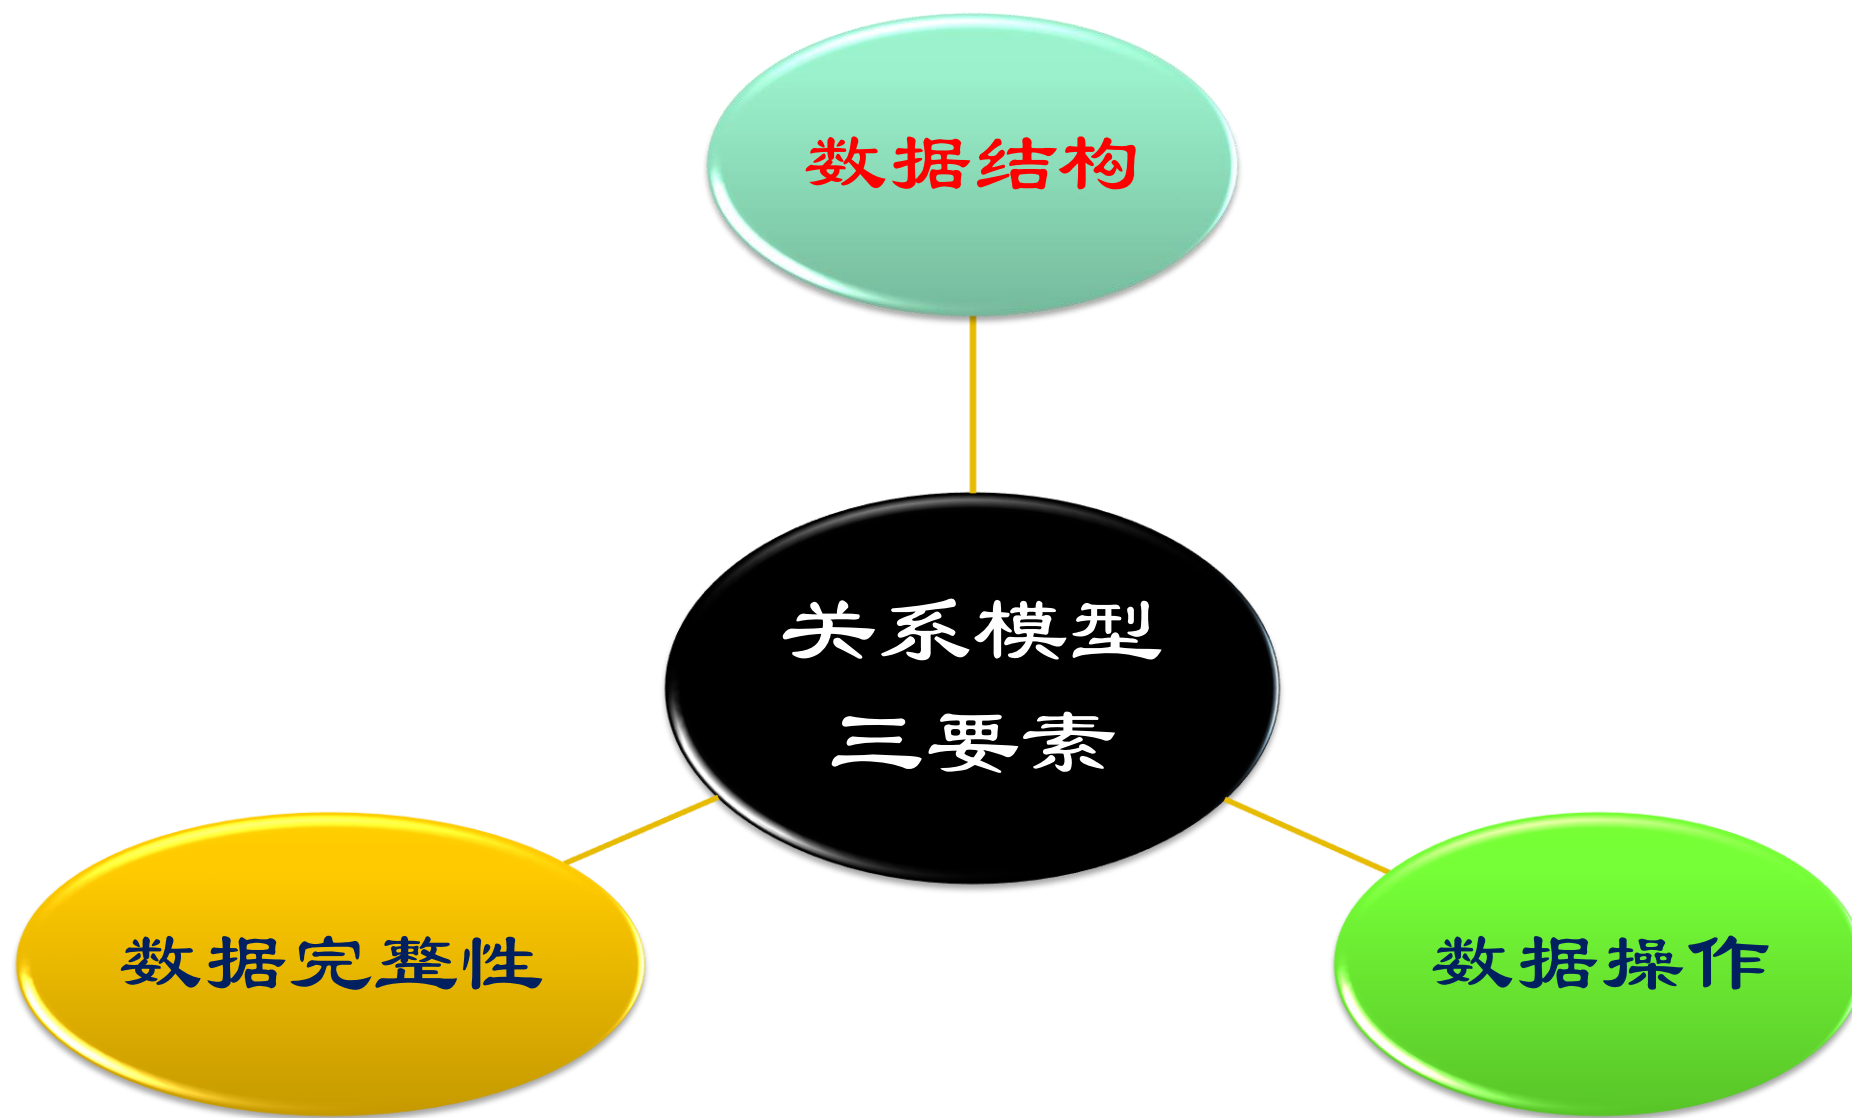 数据结构
关系模型
三要素
数据完整性
数据操作